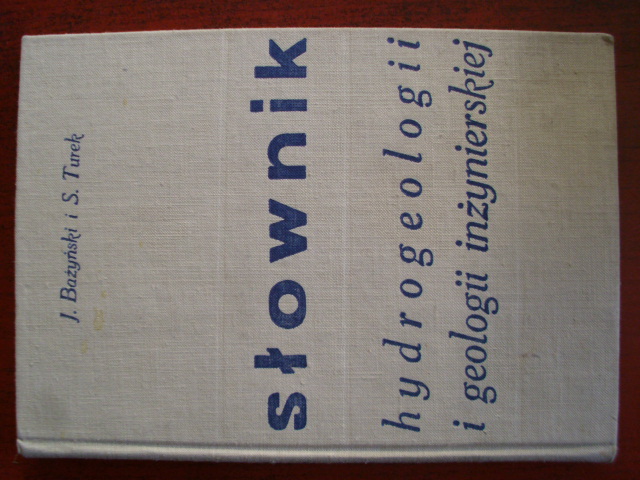 J. Bażyński i S. Turek
słownik
hydrogeologii
i geologii inżynierskiej